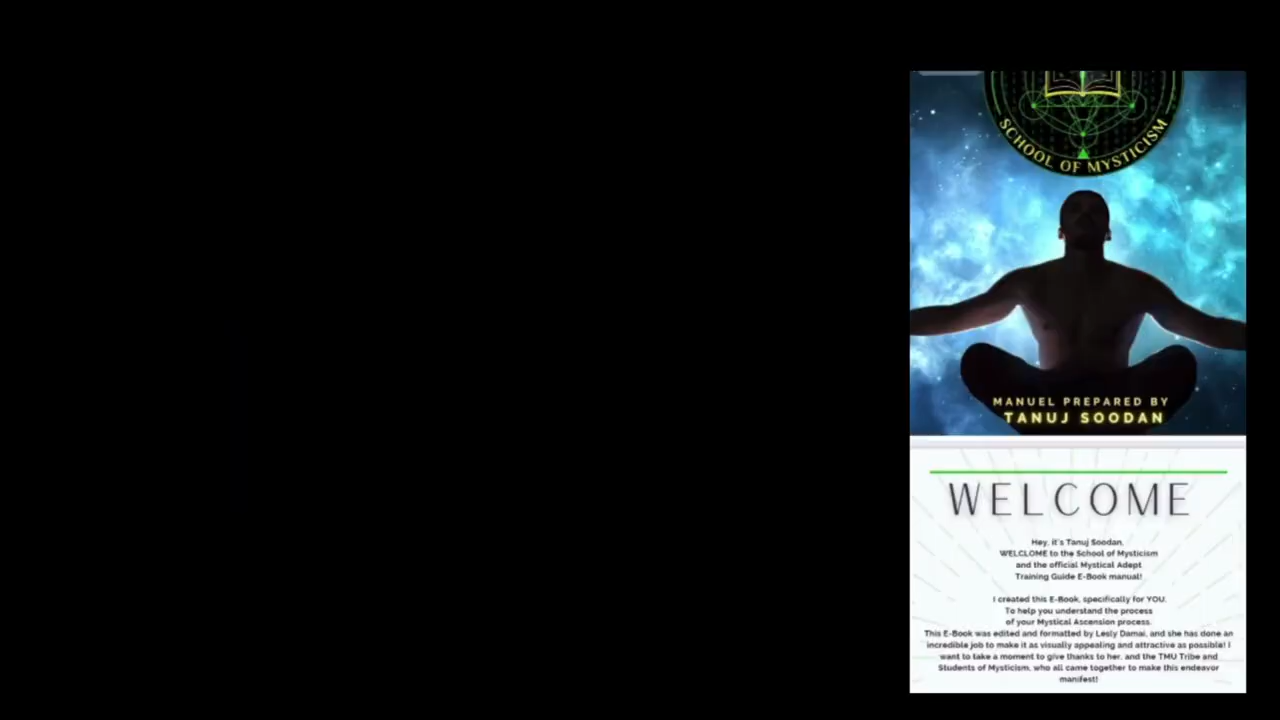 SCHOOL OF MYSTICISM
MANUEL PREPARED BY
TANUJ SOODAN
WELCOME
Hey, it's Tanuj Soodan,
WELCLOME to the School of Mysticism
and the official Mystical Adept
Training Guide E-Book manual!
I created this E-Book, specifically for YOU.
To help you understand the process
of your Mystical Ascension process.
This E-Book was edited and formatted by Lesly Damai, and she has done an
incredible job to make it as visually appealing and attractive as possible! I
want to take a moment to give thanks to her, and the TMU Tribe and
Students of Mysticism, who all came together to make this endeavor
manifest!